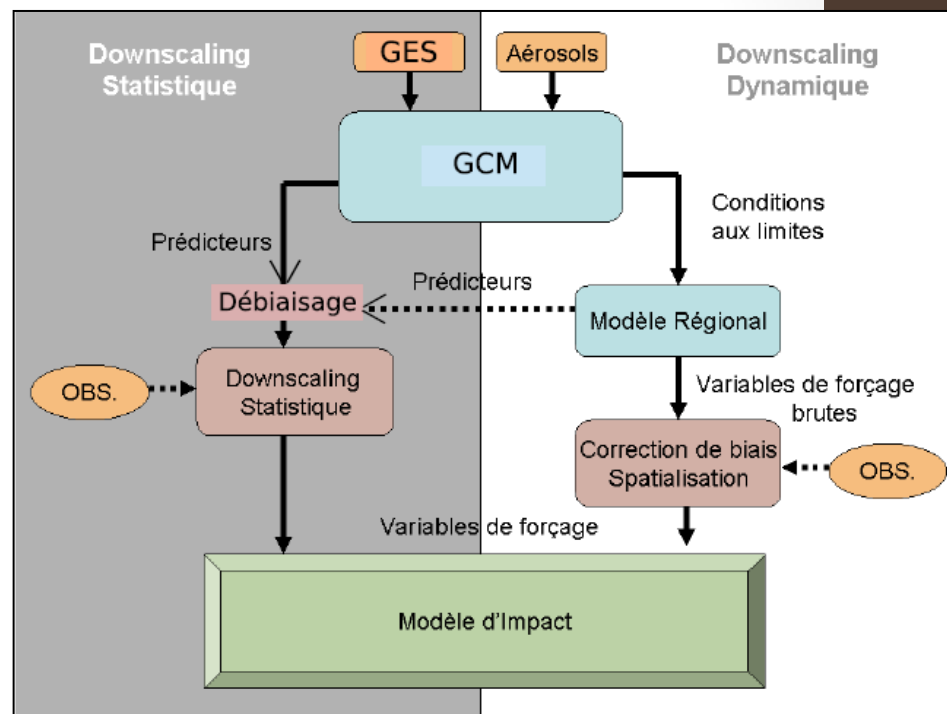 Downscaling
Statistique
GES
Aérosols
Downscaling
Dynamique
GCM
Conditions
aux limites
Prédicteurs
Prédicteurs
Débiaisage
Modèle Régional
Downscaling
Statistique
OBS.
Variables de forçage
brutes
Correction de biais
Spatialisation
OBS.
Variables de forçage
Modèle d'Impact